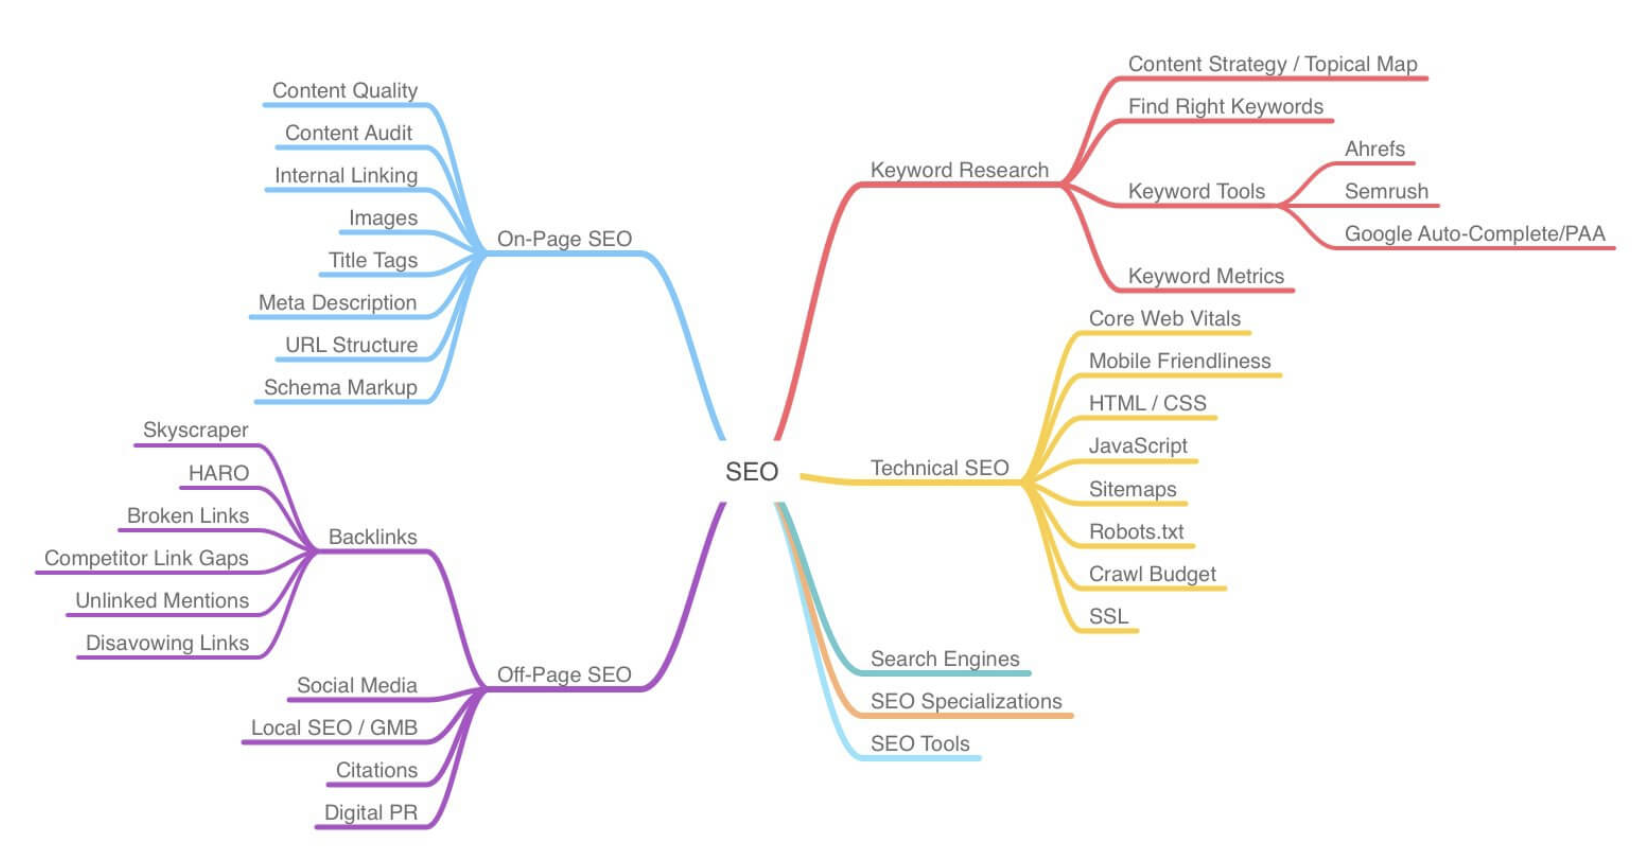 SEO
Keyword Research
Content Strategy / Topical Map
Find Right Keywords
Keyword Tools
Ahrefs
Semrush
Google Auto-Complete/PAA
Keyword Metrics
Technical SEO
Core Web Vitals
Mobile Friendliness
HTML / CSS
JavaScript
Sitemaps
Robots.txt
Crawl Budget
SSL
Search Engines
SEO Specializations
SEO Tools
On-Page SEO
Content Quality
Content Audit
Internal Linking
Images
Title Tags
Meta Description
URL Structure
Schema Markup
Off-Page SEO
Backlinks
Skyscraper
HARO
Broken Links
Competitor Link Gaps
Unlinked Mentions
Disavowing Links
Social Media
Local SEO / GMB
Citations
Digital PR